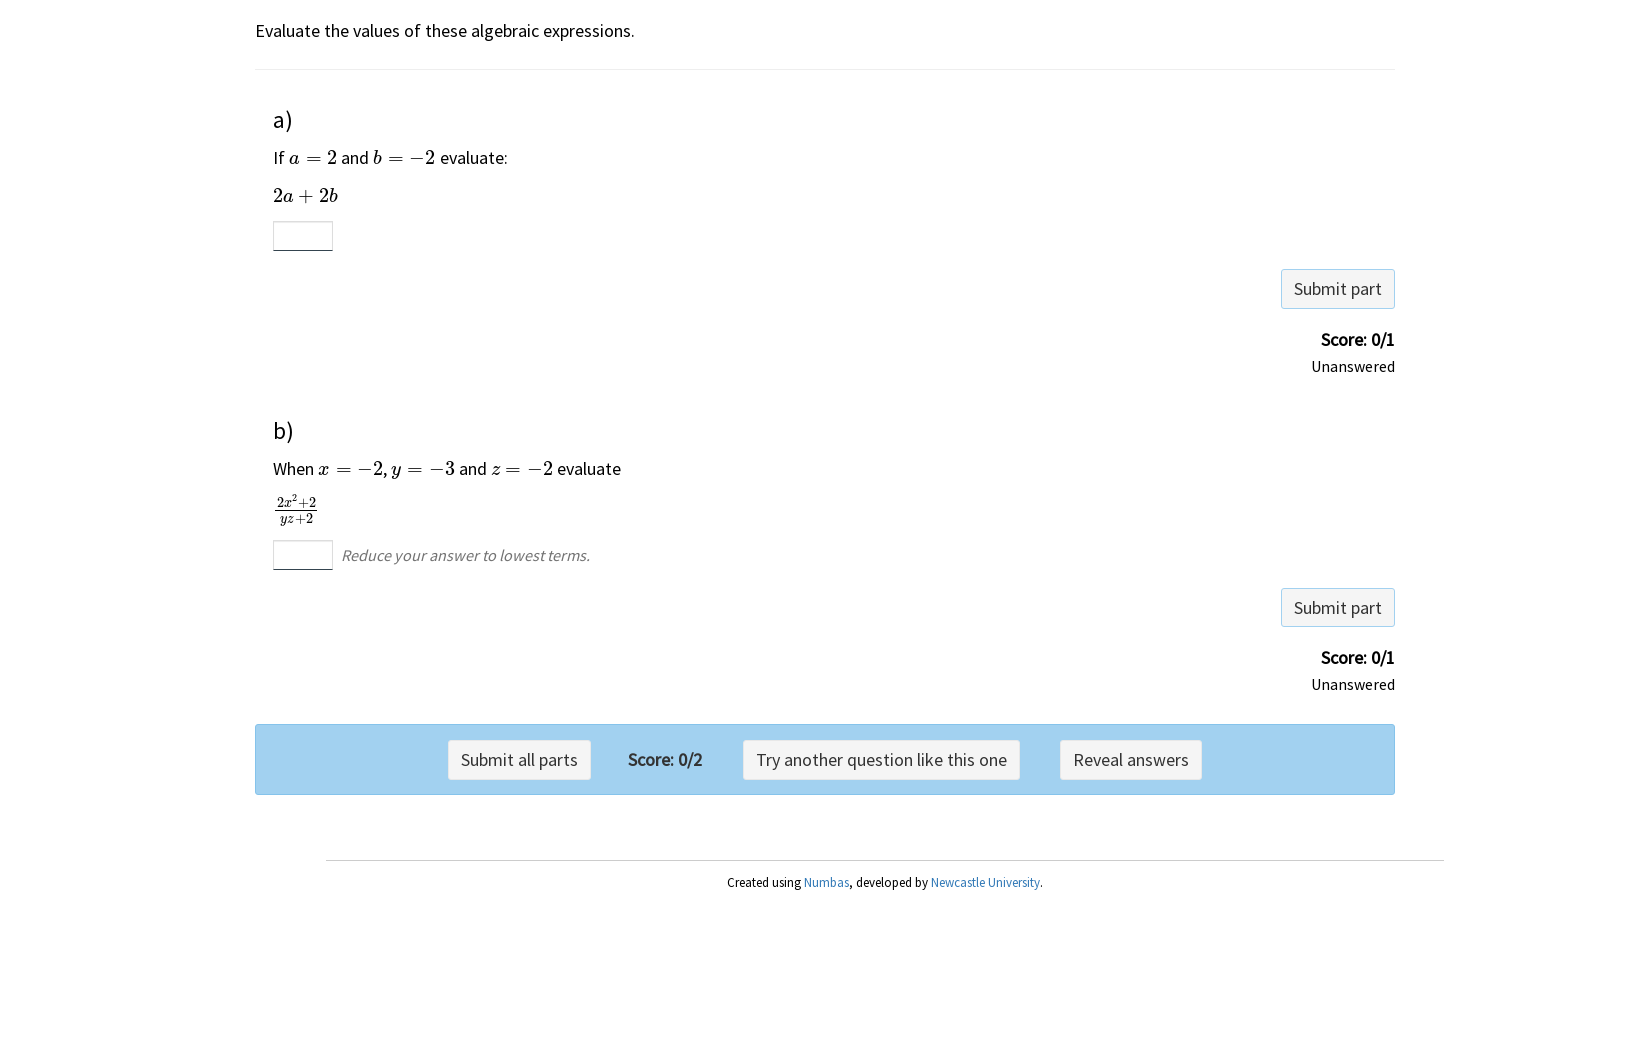 Evaluate the values of these algebraic expressions.
a)
If a = 2 and b = −2 evaluate:
2a + 2b
Submit part
Score: 0/1
Unanswered
b)
When x = −2, y = −3 and z = −2 evaluate
2x²+2
yz+2
Reduce your answer to lowest terms.
Submit part
Score: 0/1
Unanswered
Submit all parts Score: 0/2 Try another question like this one Reveal answers
Created using Numbas, developed by Newcastle University.